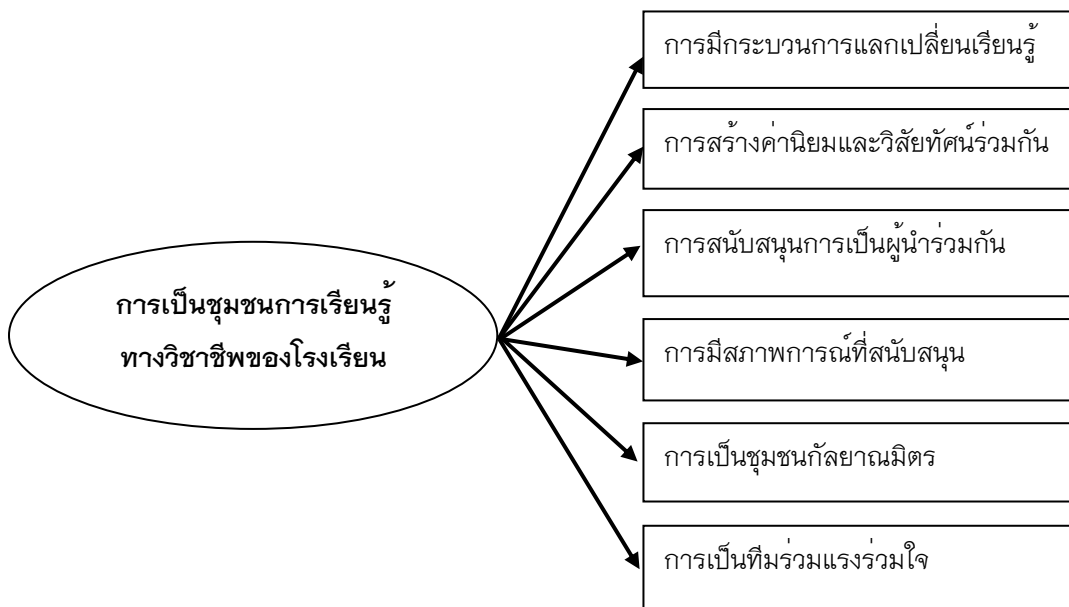 การมีกระบวนการแลกเปลี่ยนเรียนรู้
การสร้างค่านิยมและวิสัยทัศน์ร่วมกัน
การสนับสนุนการเป็นผู้นำร่วมกัน
การเป็นชุมชนการเรียนรู้
ทางวิชาชีพของโรงเรียน
การมีสภาพการณ์ที่สนับสนุน
การเป็นชุมชนกัลยาณมิตร
การเป็นทีมร่วมแรงร่วมใจ